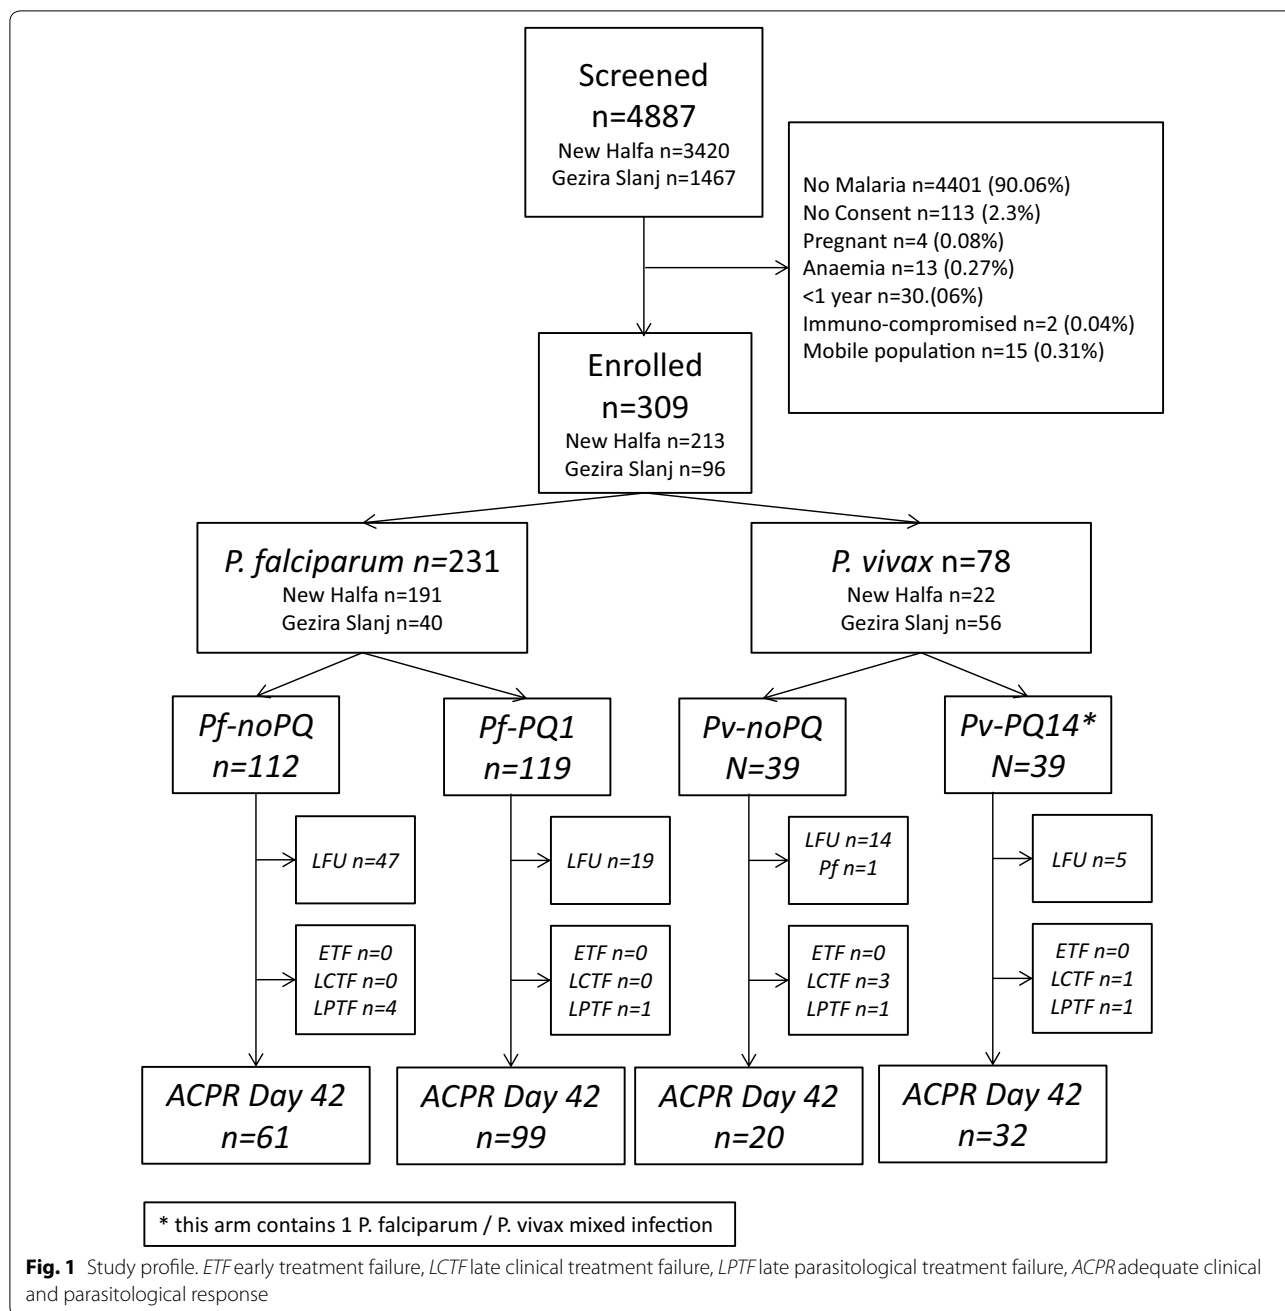 Screened
n=4887
New Halfa n=3420
Gezira Slanj n=1467
No Malaria n=4401 (90.06%)
No Consent n=113 (2.3%)
Pregnant n=4 (0.08%)
Anaemia n=13 (0.27%)
<1 year n=30.(06%)
Immuno-compromised n=2 (0.04%)
Mobile population n=15 (0.31%)
Enrolled
n=309
New Halfa n=213
Gezira Slanj n=96
P. falciparum n=231
New Halfa n=191
Gezira Slanj n=40
P. vivax n=78
New Halfa n=22
Gezira Slanj n=56
Pf-noPQ
n=112
Pf-PQ1
n=119
Pv-noPQ
N=39
Pv-PQ14*
N=39
LFU n=47
LFU n=19
LFU n=14
Pf n=1
LFU n=5
ETF n=0
LCTF n=0
LPTF n=4
ETF n=0
LCTF n=0
LPTF n=1
ETF n=0
LCTF n=3
LPTF n=1
ETF n=0
LCTF n=1
LPTF n=1
ACPR Day 42
n=61
ACPR Day 42
n=99
ACPR Day 42
n=20
ACPR Day 42
n=32
* this arm contains 1 P. falciparum / P. vivax mixed infection
Fig. 1 Study profile. ETF early treatment failure, LCTF late clinical treatment failure, LPTF late parasitological treatment failure, ACPR adequate clinical
and parasitological response